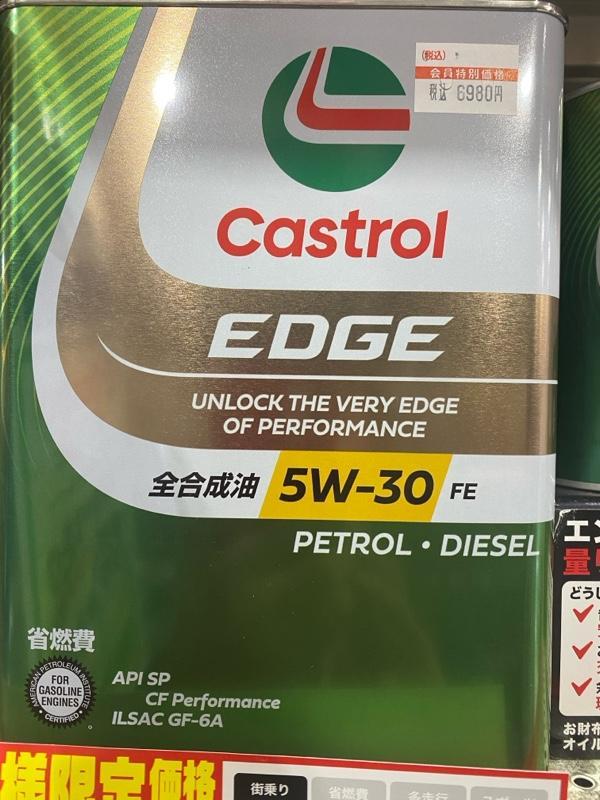 (税込)
会員特別価格
税込 6980円
Castrol
EDGE
UNLOCK THE VERY EDGE
OF PERFORMANCE
全合成油 5W-30 FE
PETROL・DIESEL
省燃費
AMERICAN PETROLEUM INSTITUTE
FOR
GASOLINE
ENGINES
CERTIFIED
API SP
CF Performance
ILSAC GF-6A
様限定価格
街乗り
省燃費
多走行
エン
どうし
お財布
オイル